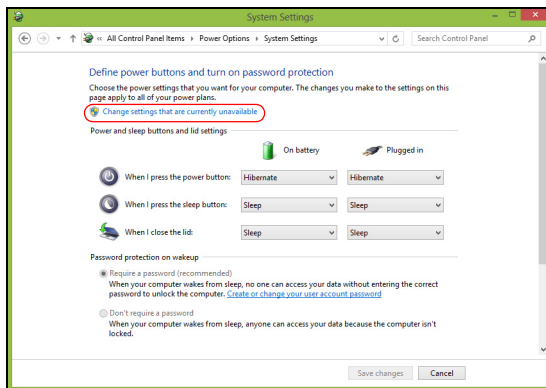 System Settings
« All Control Panel Items › Power Options › System Settings
Search Control Panel
Define power buttons and turn on password protection
Choose the power settings that you want for your computer. The changes you make to the settings on this
page apply to all of your power plans.
Change settings that are currently unavailable
Power and sleep buttons and lid settings
On battery Plugged in
When I press the power button: Hibernate Hibernate
When I press the sleep button: Sleep Sleep
When I close the lid: Sleep Sleep
Password protection on wakeup
Require a password (recommended)
When your computer wakes from sleep, no one can access your data without entering the correct
password to unlock the computer. Create or change your user account password
Don't require a password
When your computer wakes from sleep, anyone can access your data because the computer isn't
locked.
Save changes Cancel